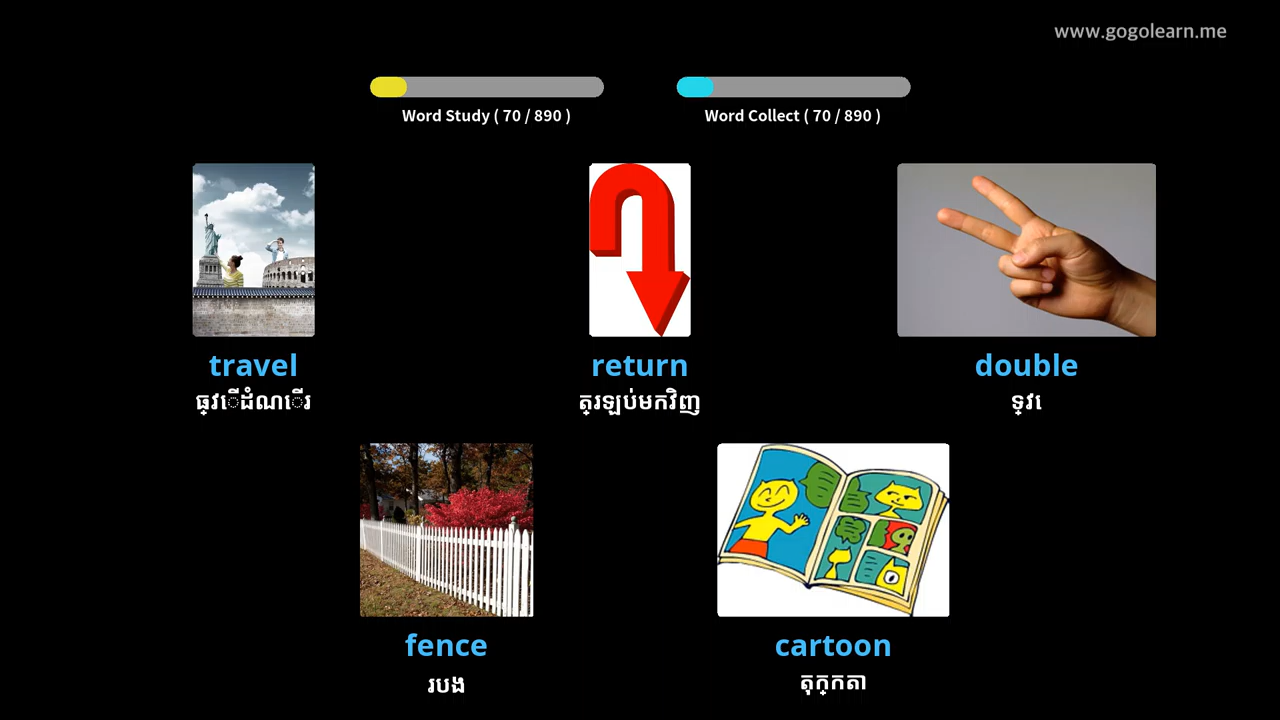 www.gogolearn.me
Word Study ( 70 / 890 )
Word Collect ( 70 / 890 )
travel
ធ្វើដំណើរ
return
ត្រឡប់មកវិញ
double
ទ្វេ
fence
របង
cartoon
តុក្កតា